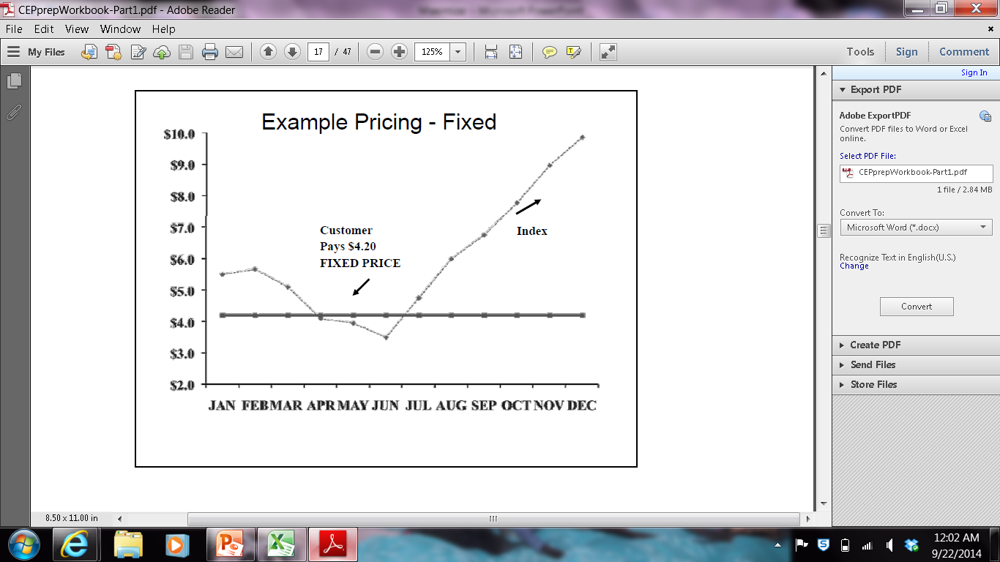 CEPprepWorkbook-Part1.pdf - Adobe Reader
File Edit View Window Help
My Files 17 / 47 125% Tools Sign Comment
Sign In
Export PDF
Adobe ExportPDF
Convert PDF files to Word or Excel
online.
Select PDF File:
CEPprepWorkbook-Part1.pdf
1 file / 2.84 MB
Convert To:
Microsoft Word (*.docx)
Recognize Text in English(U.S.)
Change
Convert
Create PDF
Send Files
Store Files
Example Pricing - Fixed
$10.0
$9.0
$8.0
$7.0
$6.0
$5.0
$4.0
$3.0
$2.0
Customer
Pays $4.20
FIXED PRICE
Index
JAN FEB MAR APR MAY JUN JUL AUG SEP OCT NOV DEC
8.50 x 11.00 in
12:02 AM
9/22/2014